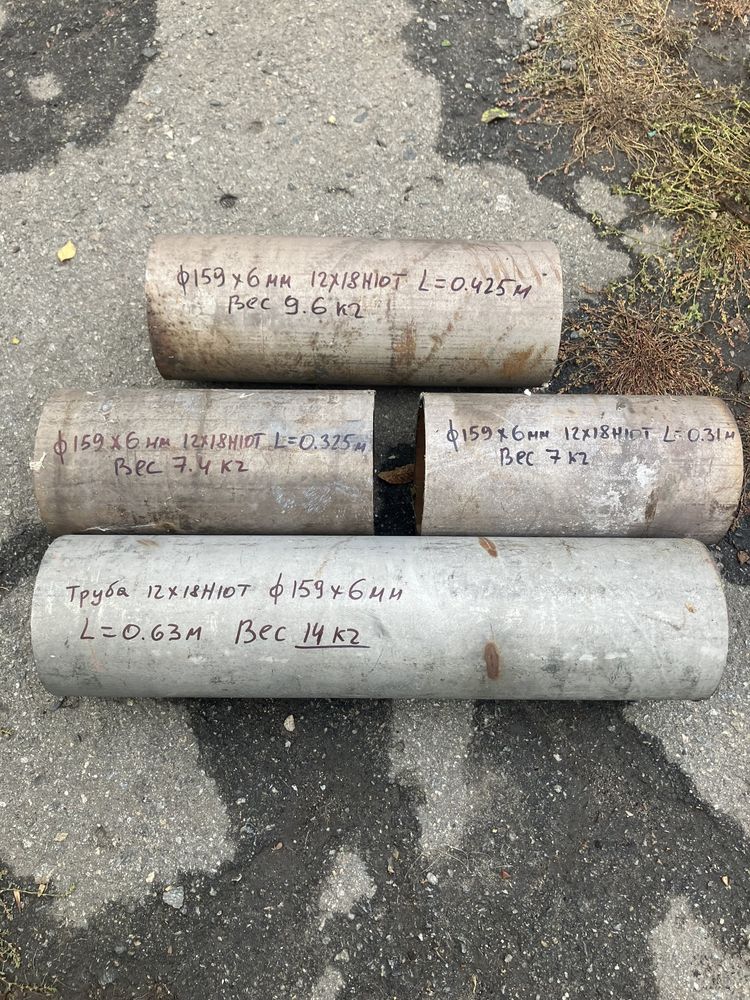 ф159х6мм 12Х18Н10Т L=0.425м
Вес 9.6 кг
ф159х6мм 12Х18Н10Т L=0.325м
Вес 7.4 кг
ф159х6мм 12Х18Н10Т L=0.31м
Вес 7 кг
Труба 12Х18Н10Т ф159х6мм
L=0.63м Вес 14 кг